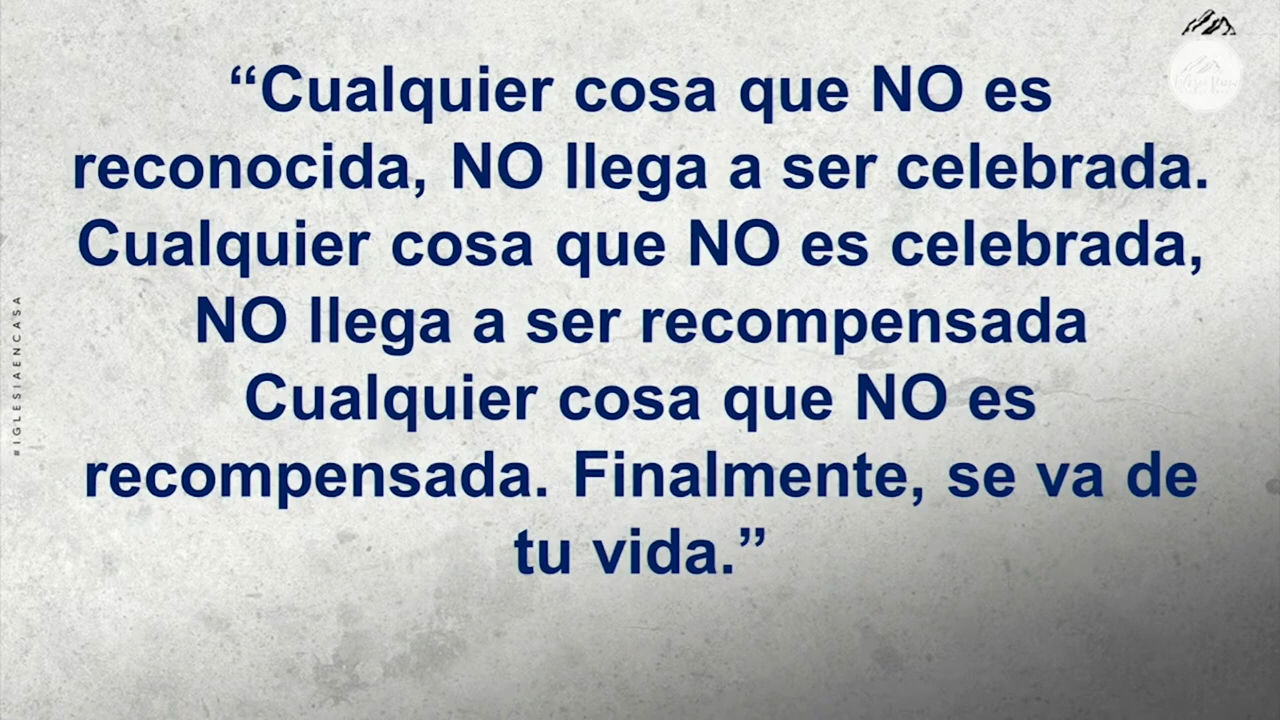 “Cualquier cosa que NO es
reconocida, NO llega a ser celebrada.
Cualquier cosa que NO es celebrada,
NO llega a ser recompensada
Cualquier cosa que NO es
recompensada. Finalmente, se va de
tu vida.”
#IGLESIAENCASA